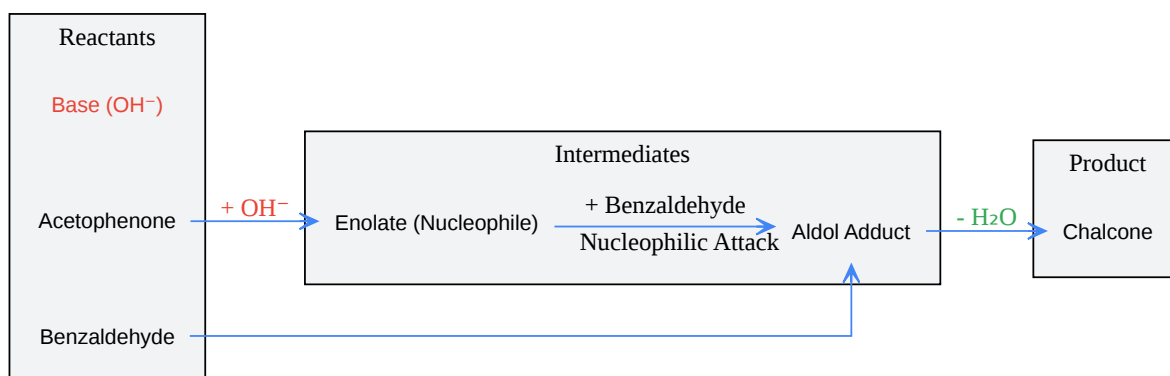 Reactants
Base (OH⁻)
Acetophenone
Benzaldehyde
+ OH⁻
Intermediates
Enolate (Nucleophile)
+ Benzaldehyde
Nucleophilic Attack
Aldol Adduct
- H₂O
Product
Chalcone